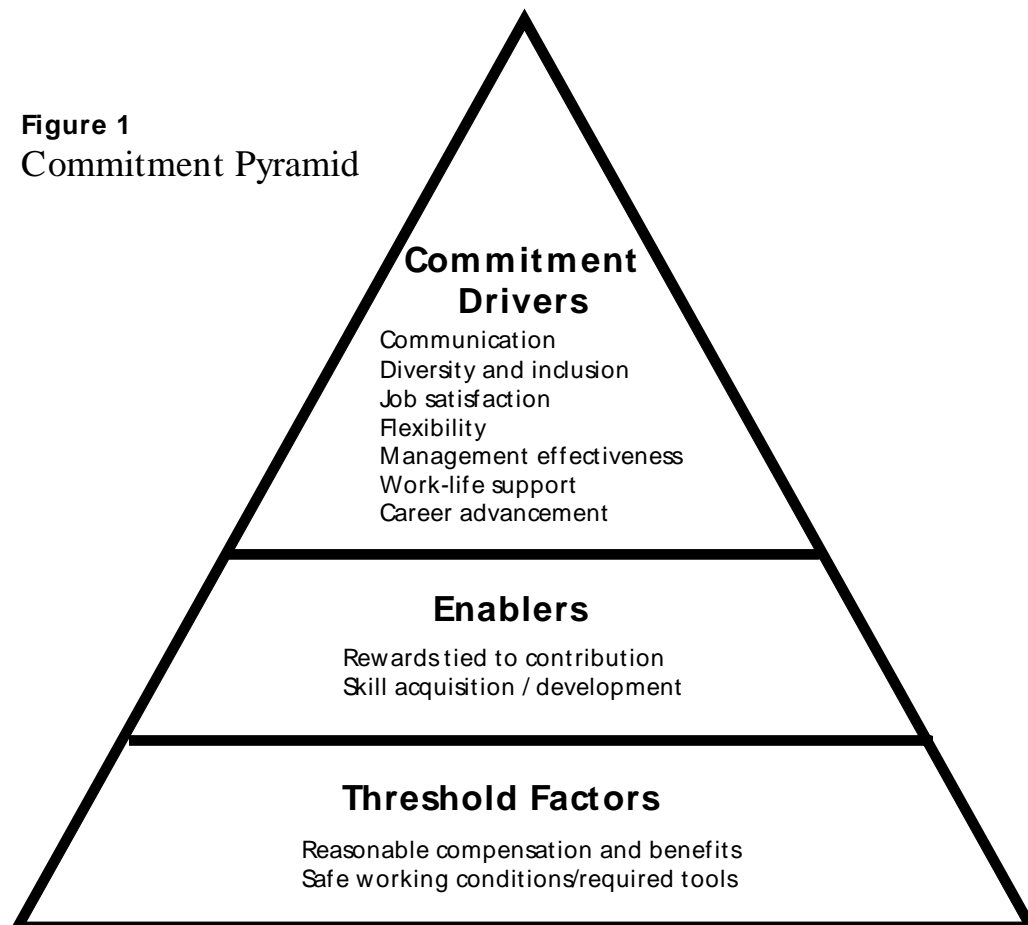 Figure 1
Commitment Pyramid
Commitment
Drivers
Communication
Diversity and inclusion
Job satisfaction
Flexibility
Management effectiveness
Work-life support
Career advancement
Enablers
Rewards tied to contribution
Skill acquisition / development
Threshold Factors
Reasonable compensation and benefits
Safe working conditions/required tools